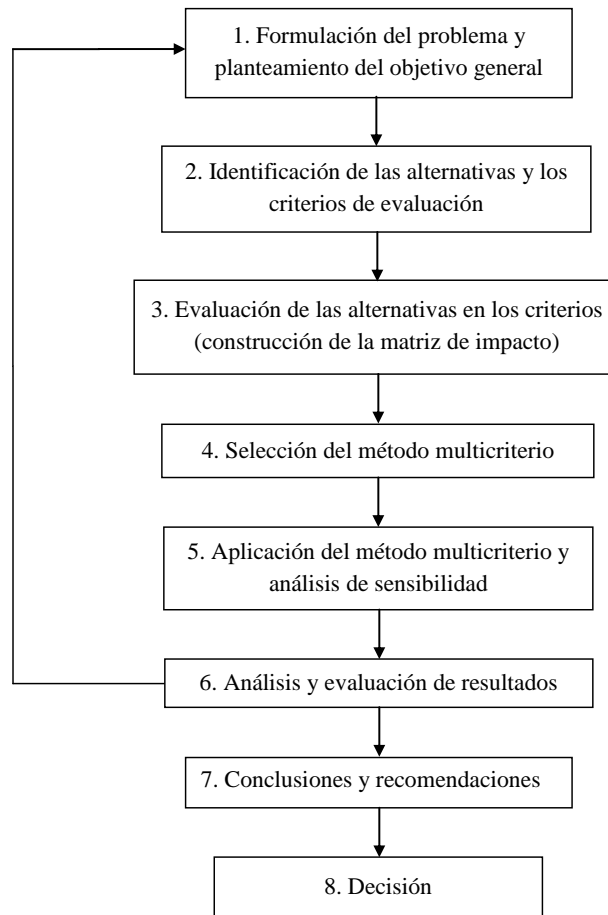 1. Formulación del problema y
planteamiento del objetivo general
2. Identificación de las alternativas y los
criterios de evaluación
3. Evaluación de las alternativas en los criterios
(construcción de la matriz de impacto)
4. Selección del método multicriterio
5. Aplicación del método multicriterio y
análisis de sensibilidad
6. Análisis y evaluación de resultados
7. Conclusiones y recomendaciones
8. Decisión